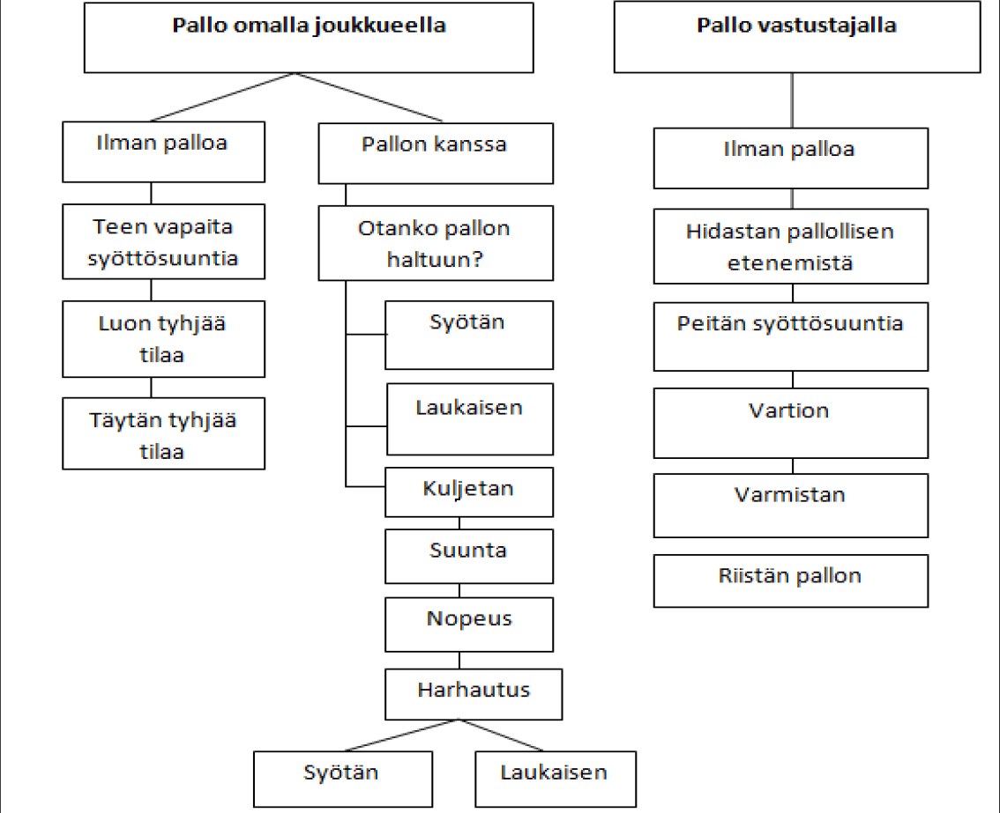 Pallo omalla joukkueella
Ilman palloa
Teen vapaita
syöttösuuntia
Luon tyhjää
tilaa
Täytän tyhjää
tilaa
Pallon kanssa
Otanko pallon
haltuun?
Syötän
Laukaisen
Kuljetan
Suunta
Nopeus
Harhautus
Syötän
Laukaisen
Pallo vastustajalla
Ilman palloa
Hidastan pallollisen
etenemistä
Peitän syöttösuuntia
Vartion
Varmistan
Riistän pallon